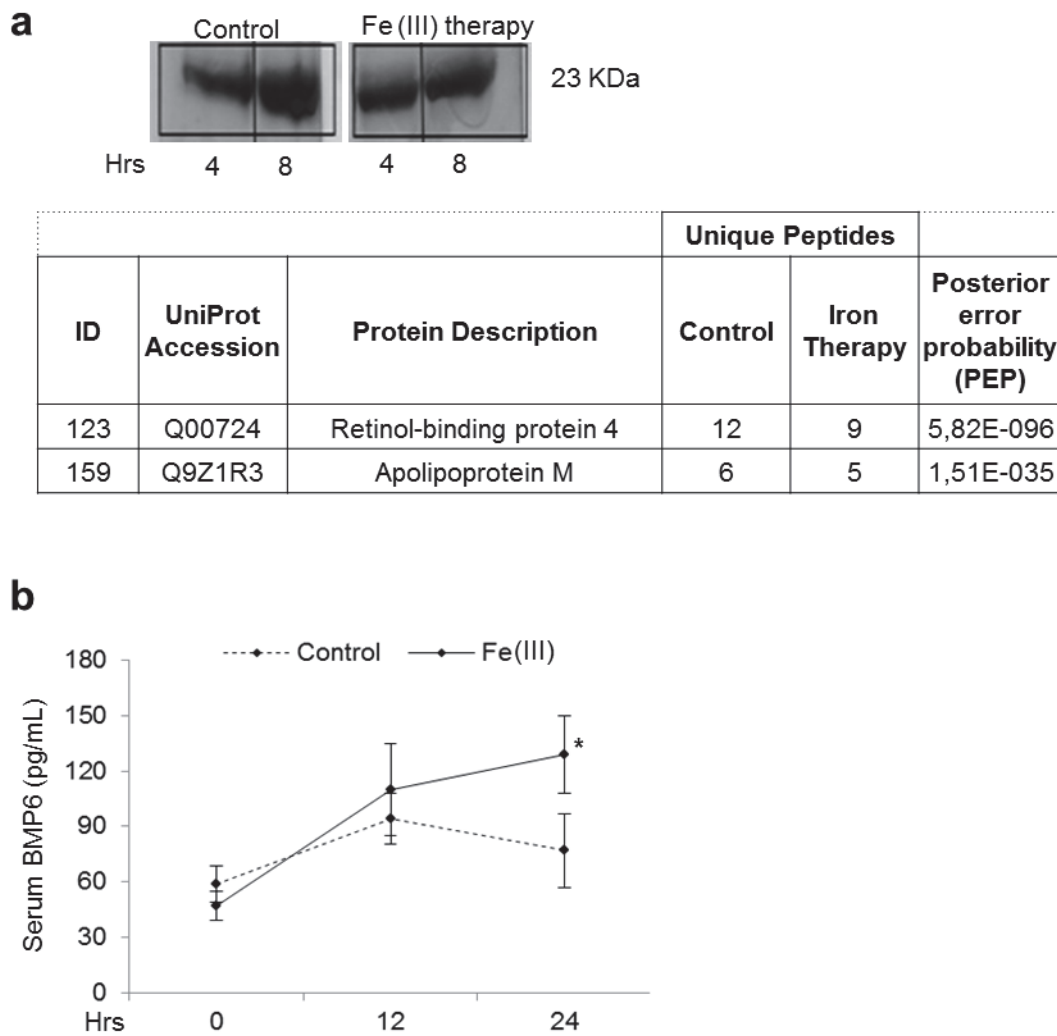 a
Control
Fe(III) therapy
23 KDa
Hrs 4 8 4 8
Unique Peptides
ID UniProt Accession Protein Description Control Iron Therapy Posterior error probability (PEP)
123 Q00724 Retinol-binding protein 4 12 9 5,82E-096
159 Q9Z1R3 Apolipoprotein M 6 5 1,51E-035
b
Control Fe(III)
Serum BMP6 (pg/mL)
180
150
120
90
60
30
0
*
Hrs 0 12 24